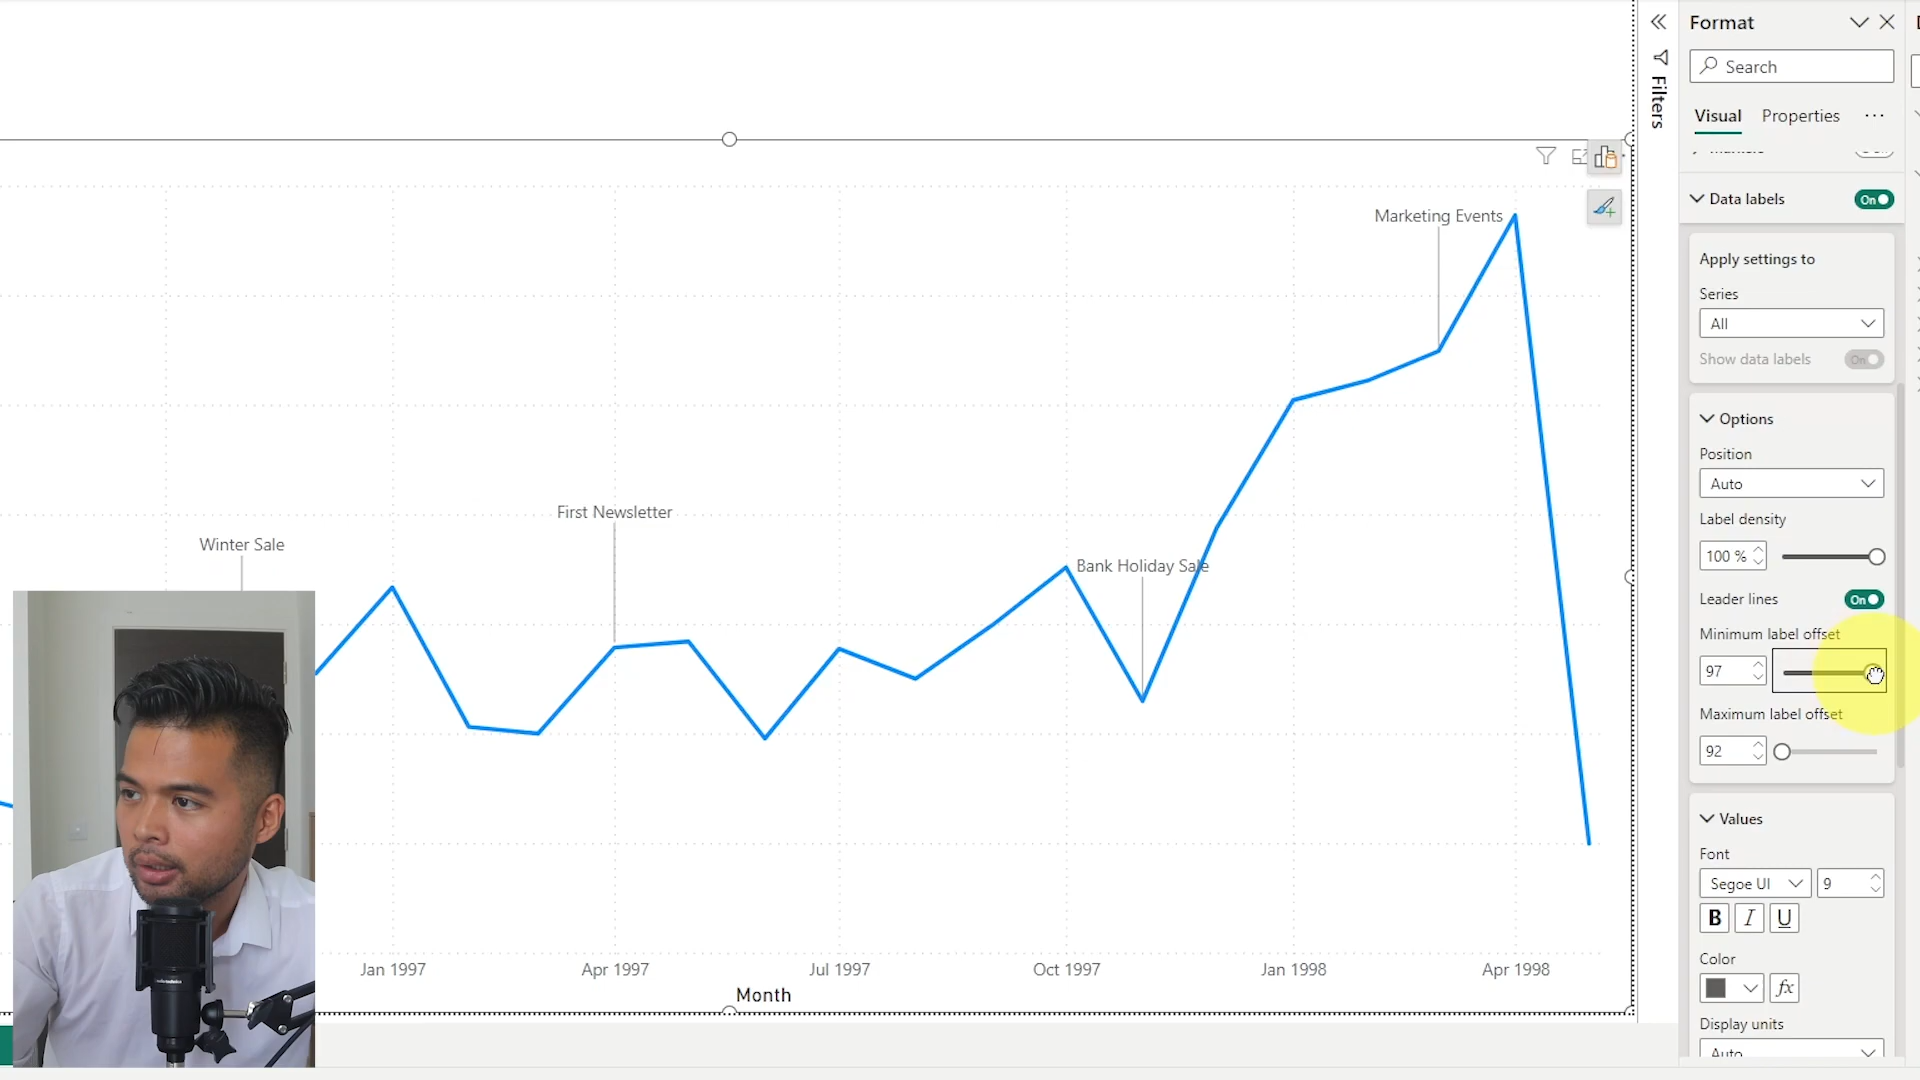 Format
Search
Filters
Visual Properties ...
Data labels On
Apply settings to
Series
All
Show data labels On
Options
Position
Auto
Label density
100 %
Leader lines On
Minimum label offset
97
Maximum label offset
92
Values
Font
Segoe UI 9
B I U
Color
fx
Display units
Auto
Marketing Events
First Newsletter
Winter Sale
Bank Holiday Sale
Jan 1997 Apr 1997 Jul 1997 Oct 1997 Jan 1998 Apr 1998
Month